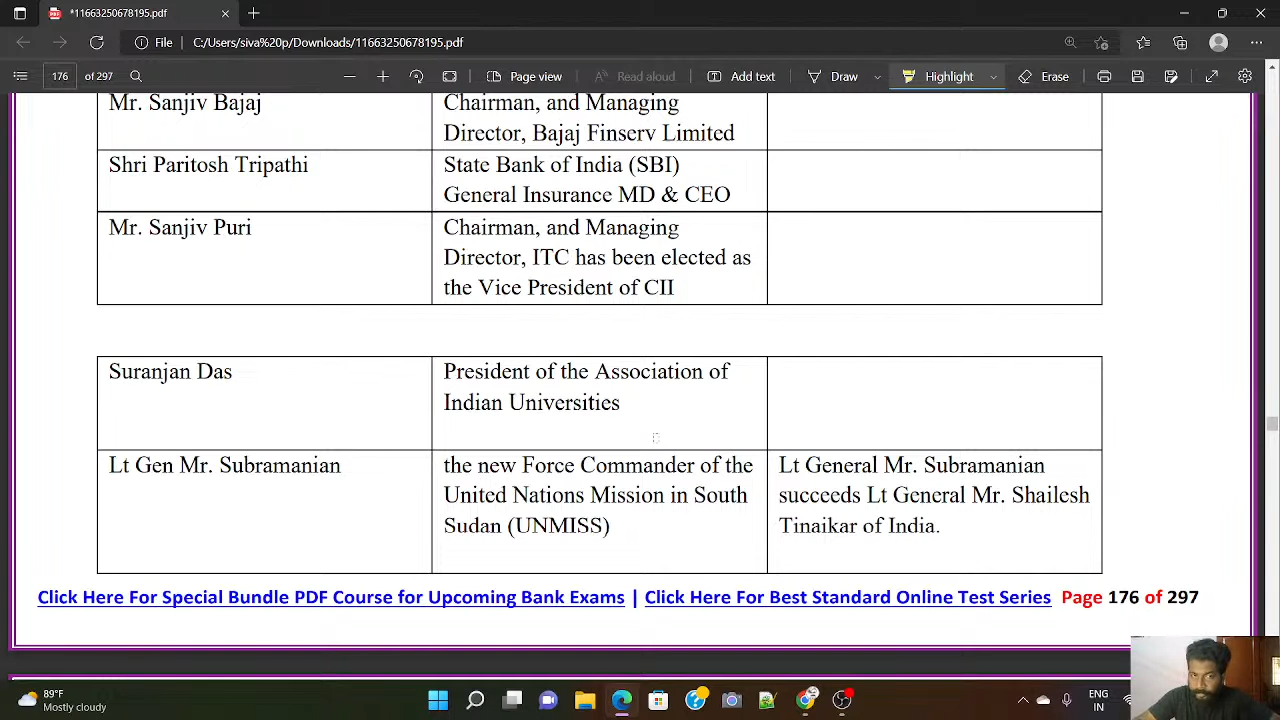 *11663250678195.pdf
File C:/Users/siva%20p/Downloads/11663250678195.pdf
176 of 297 Page view Read aloud Add text Draw Highlight Erase
Mr. Sanjiv Bajaj
Chairman, and Managing
Director, Bajaj Finserv Limited
Shri Paritosh Tripathi
State Bank of India (SBI)
General Insurance MD & CEO
Mr. Sanjiv Puri
Chairman, and Managing
Director, ITC has been elected as
the Vice President of CII
Suranjan Das
President of the Association of
Indian Universities
Lt Gen Mr. Subramanian
the new Force Commander of the
United Nations Mission in South
Sudan (UNMISS)
Lt General Mr. Subramanian
succeeds Lt General Mr. Shailesh
Tinaikar of India.
Click Here For Special Bundle PDF Course for Upcoming Bank Exams | Click Here For Best Standard Online Test Series Page 176 of 297
89°F
Mostly cloudy
ENG
IN